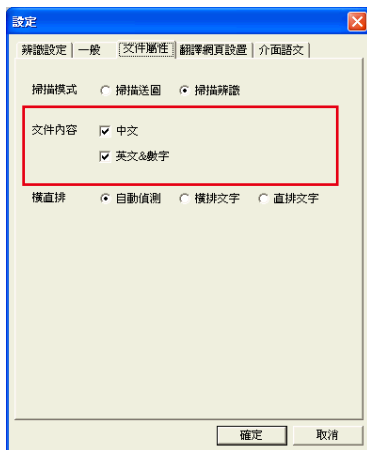 設定
辨識設定 一般 文件屬性 翻譯網頁設置 介面語文
掃描模式 掃描送圖 掃描辨識
文件內容 中文
英文&數字
橫直排 自動偵測 橫排文字 直排文字
確定 取消